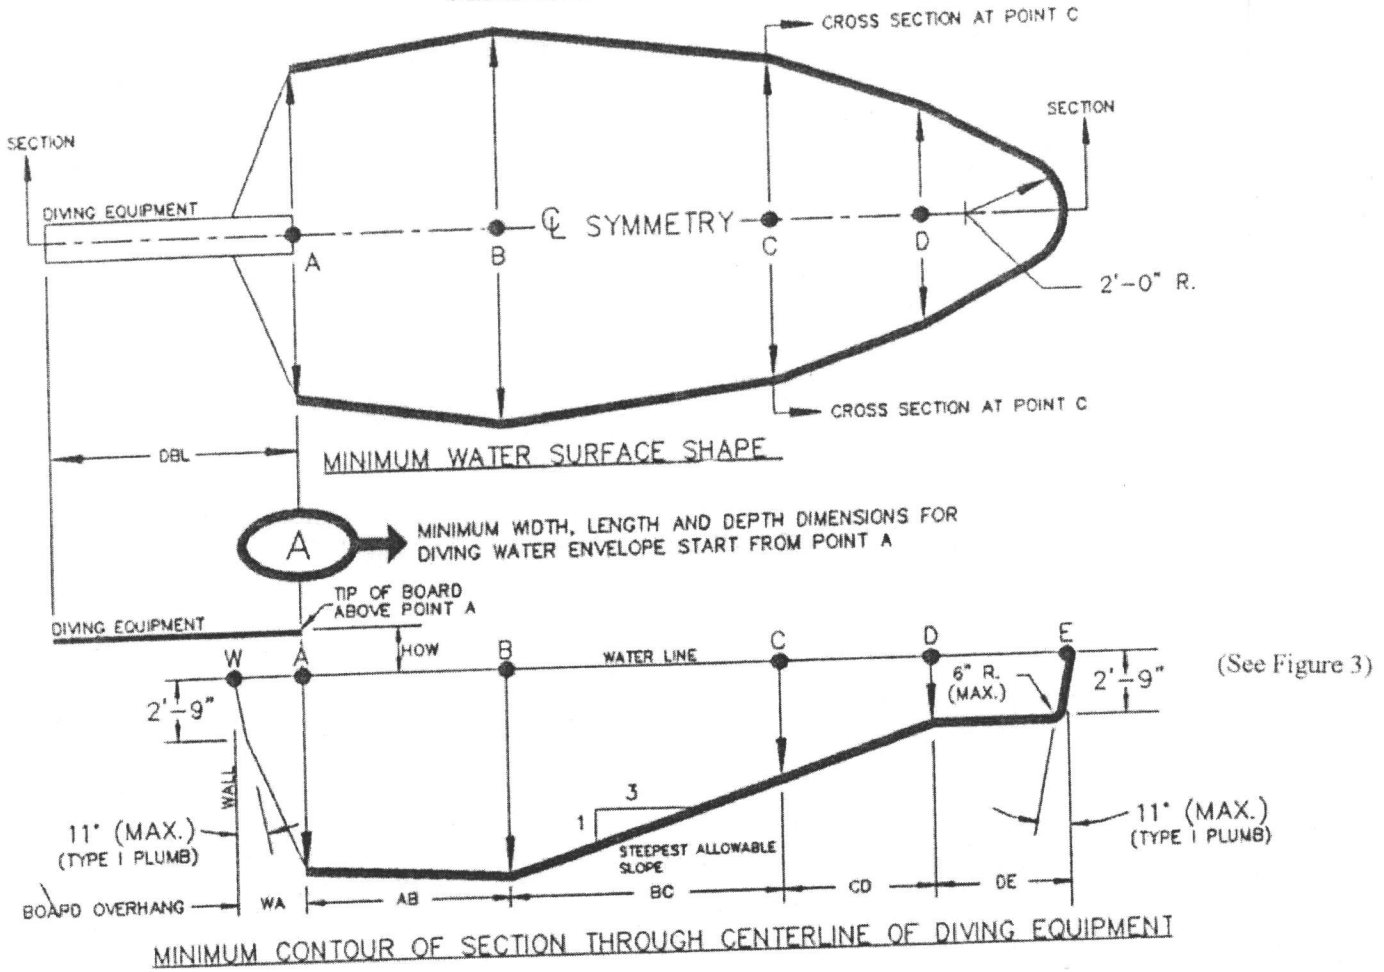 CROSS SECTION AT POINT C
SECTION
SECTION
DIVING EQUIPMENT
A
B
℄ SYMMETRY
C
D
2'-0" R.
CROSS SECTION AT POINT C
DBL
MINIMUM WATER SURFACE SHAPE
A
MINIMUM WIDTH, LENGTH AND DEPTH DIMENSIONS FOR
DIVING WATER ENVELOPE START FROM POINT A
TIP OF BOARD
ABOVE POINT A
DIVING EQUIPMENT
HOW
W
A
B
WATER LINE
C
D
E
6" R.
(MAX.)
2'-9"
(See Figure 3)
2'-9"
WALL
3
1
STEEPEST ALLOWABLE
SLOPE
11° (MAX.)
(TYPE I PLUMB)
11° (MAX.)
(TYPE I PLUMB)
BOARD OVERHANG
WA
AB
BC
CD
DE
MINIMUM CONTOUR OF SECTION THROUGH CENTERLINE OF DIVING EQUIPMENT